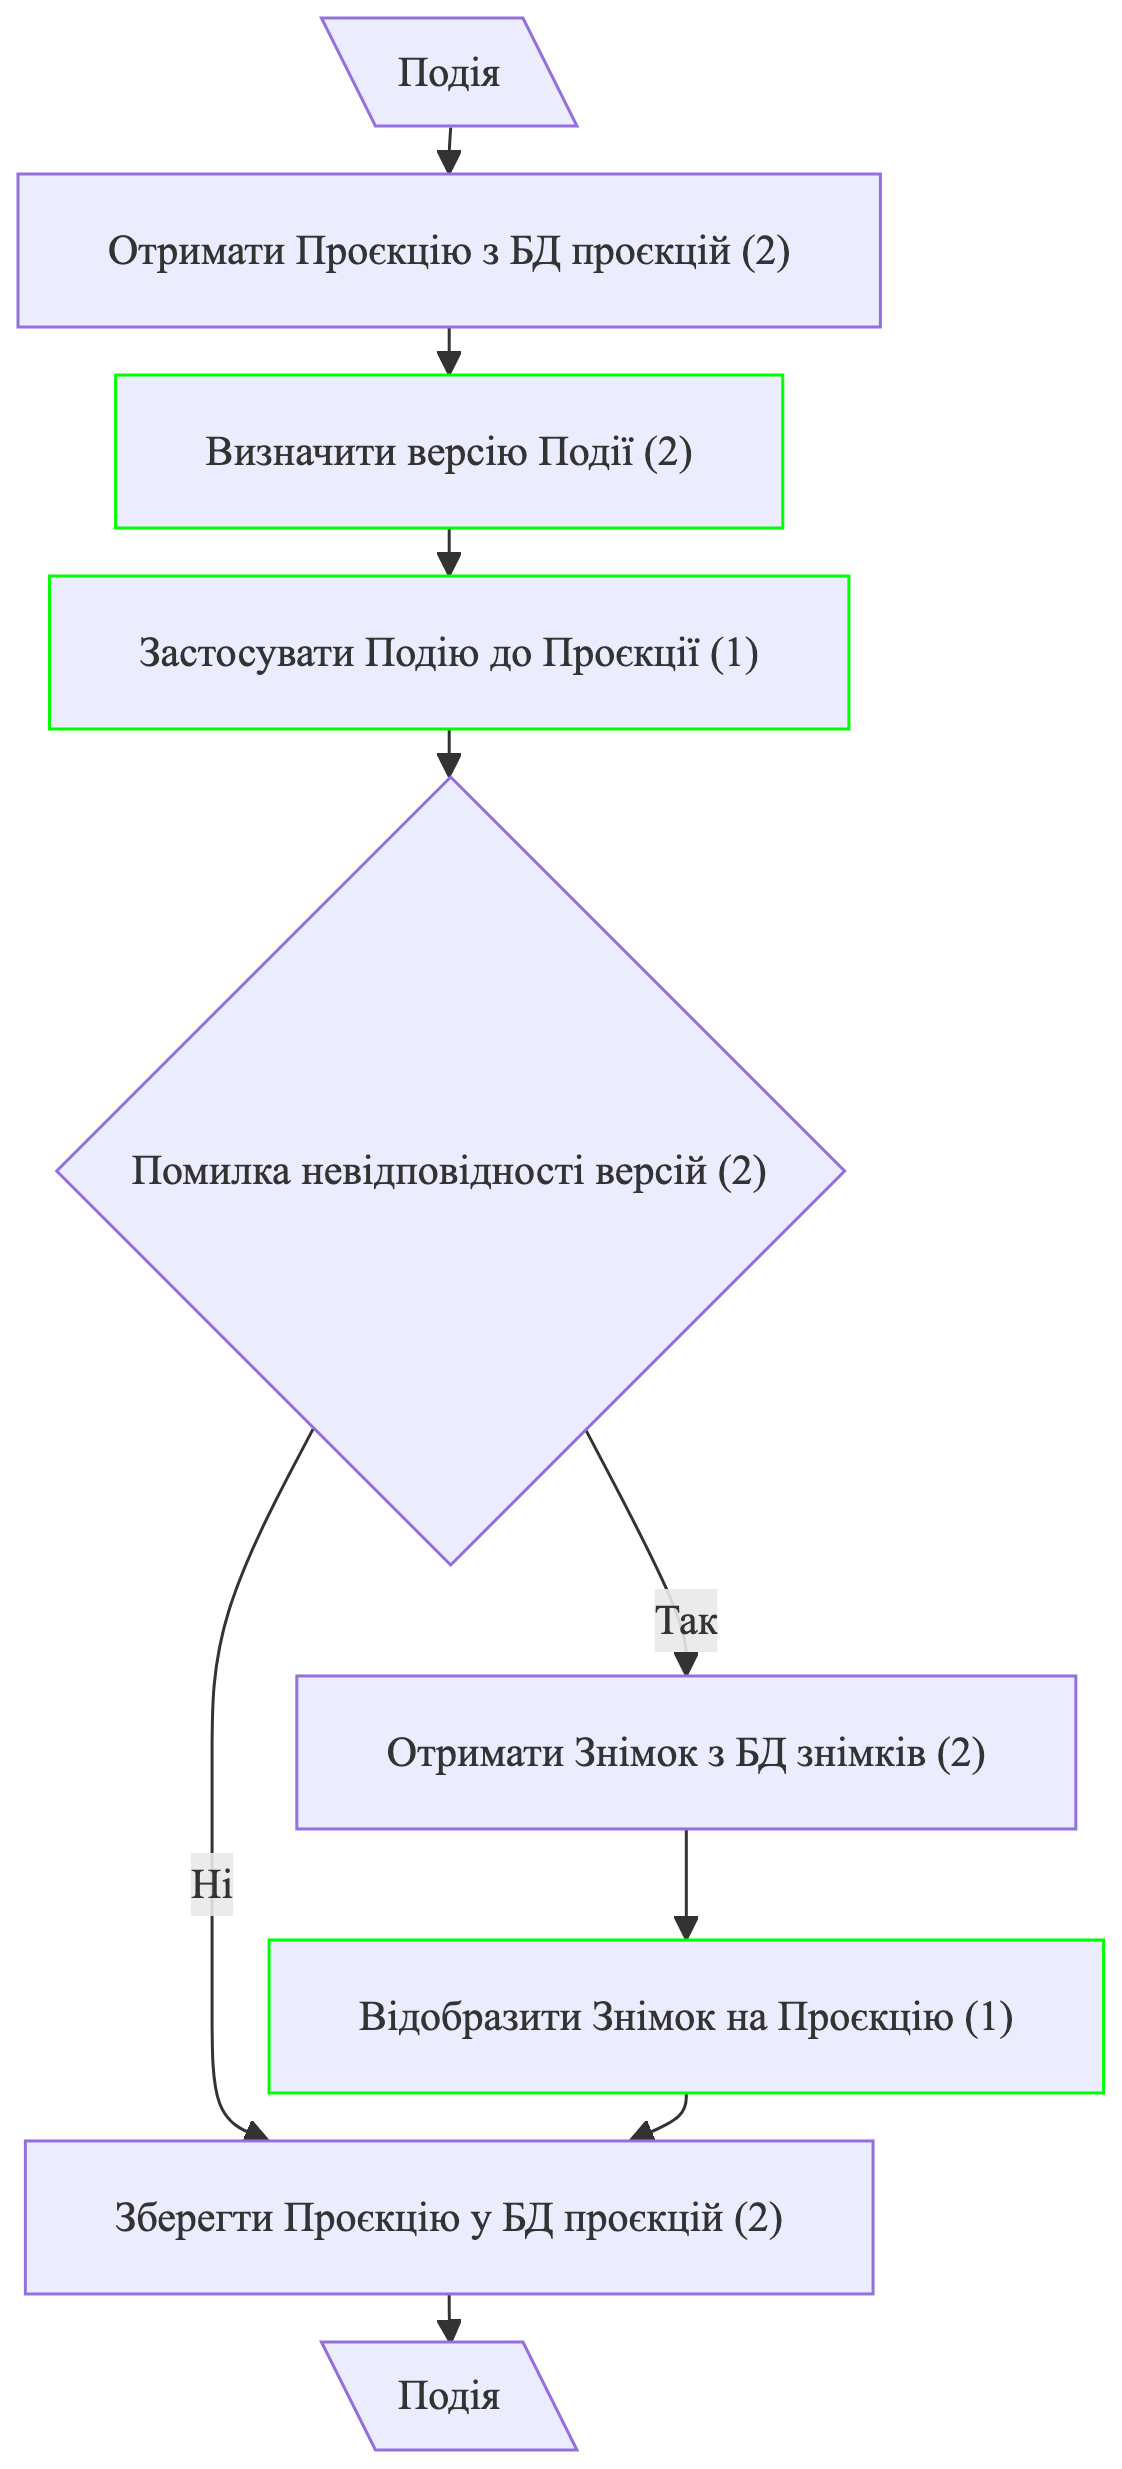 Подія
Отримати Проєкцію з БД проєкцій (2)
Визначити версію Події (2)
Застосувати Подію до Проєкції (1)
Помилка невідповідності версій (2)
Так
Отримати Знімок з БД знімків (2)
Ні
Відобразити Знімок на Проєкцію (1)
Зберегти Проєкцію у БД проєкцій (2)
Подія